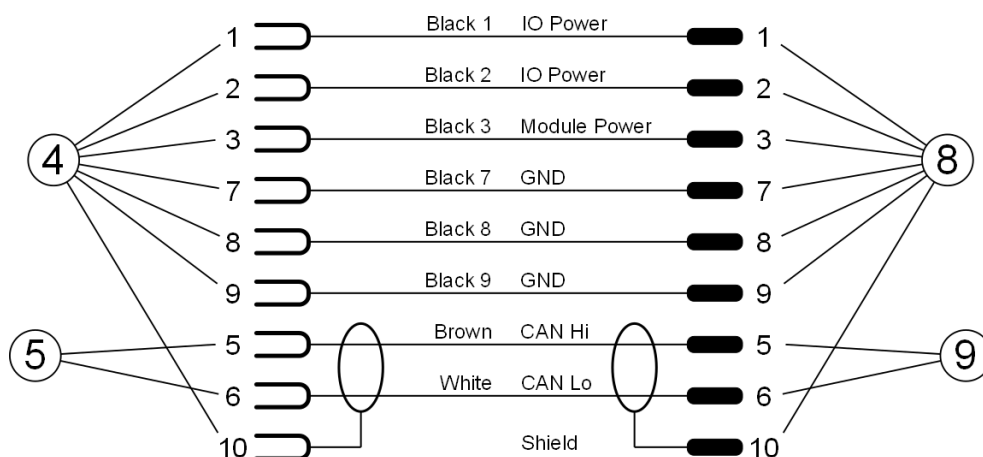 1 Black 1 IO Power 1
2 Black 2 IO Power 2
3 Black 3 Module Power 3
4 8
7 Black 7 GND 7
8 Black 8 GND 8
9 Black 9 GND 9
5 Brown CAN Hi 5
5 9
6 White CAN Lo 6
10 Shield 10